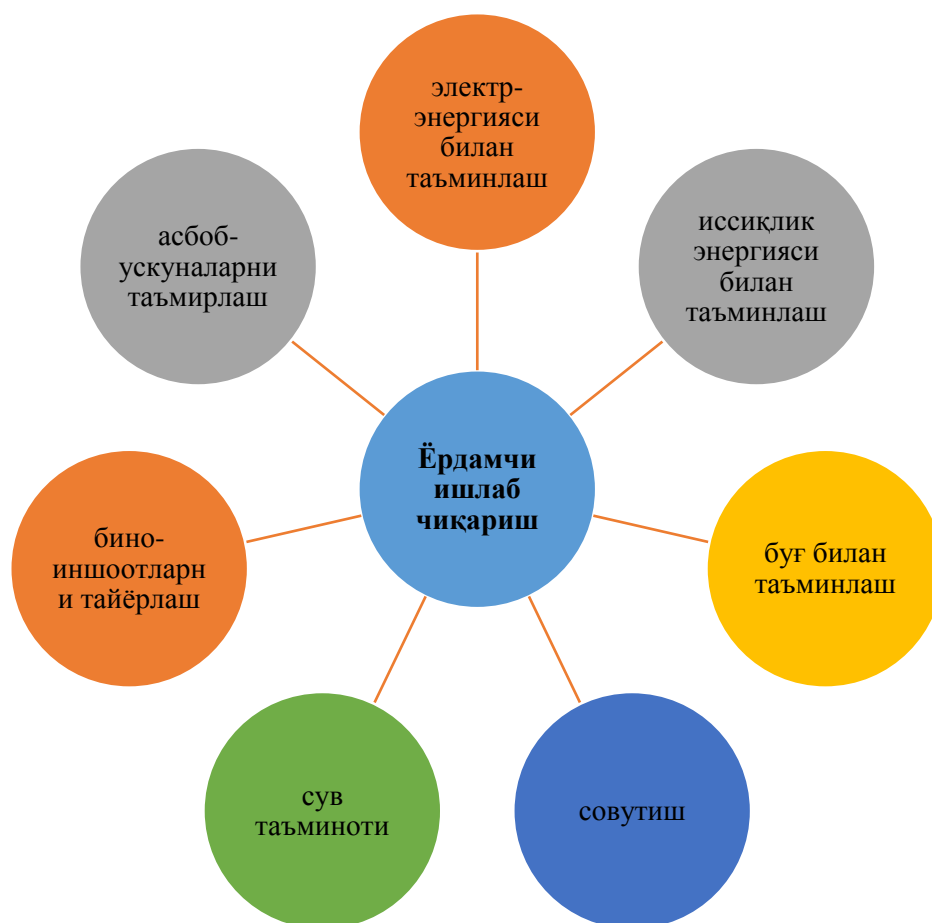 электр-
энергияси
билан
таъминлаш
иссиқлик
энергияси
билан
таъминлаш
буғ билан
таъминлаш
совутиш
сув
таъминоти
бино-
иншоотларн
и тайёрлаш
асбоб-
ускуналарни
таъмирлаш
Ёрдамчи
ишлаб
чиқариш